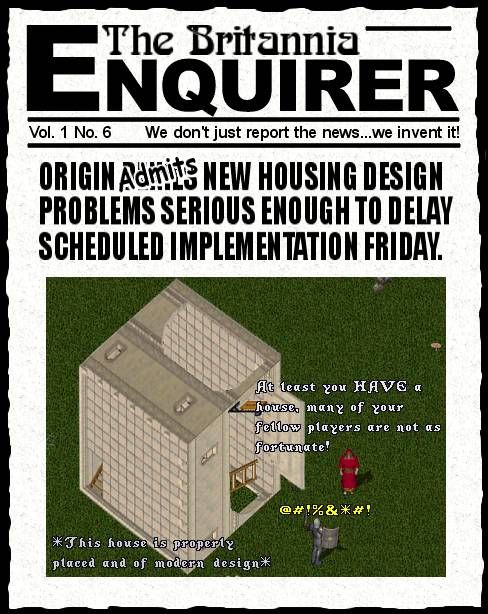 The Britannia
ENQUIRER
Vol. 1 No. 6 We don't just report the news...we invent it!
ORIGIN Admits NEW HOUSING DESIGN
PROBLEMS SERIOUS ENOUGH TO DELAY
SCHEDULED IMPLEMENTATION FRIDAY.
At least you HAVE a
house, many of your
fellow players are not as
fortunate!
@#!%&*#!
*This house is properly
placed and of modern design*